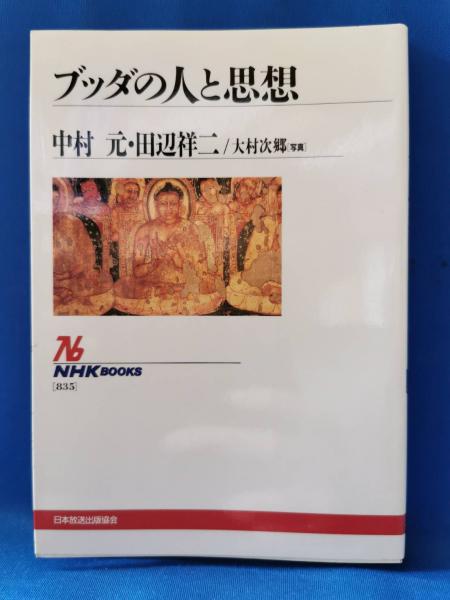 ブッダの人と思想
中村 元・田辺祥二/大村次郷[写真]
NHK BOOKS
[835]
日本放送出版協会